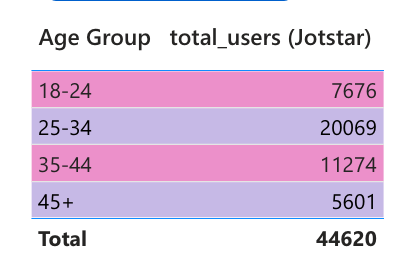 Age Group total_users (Jotstar)
18-24 7676
25-34 20069
35-44 11274
45+ 5601
Total 44620